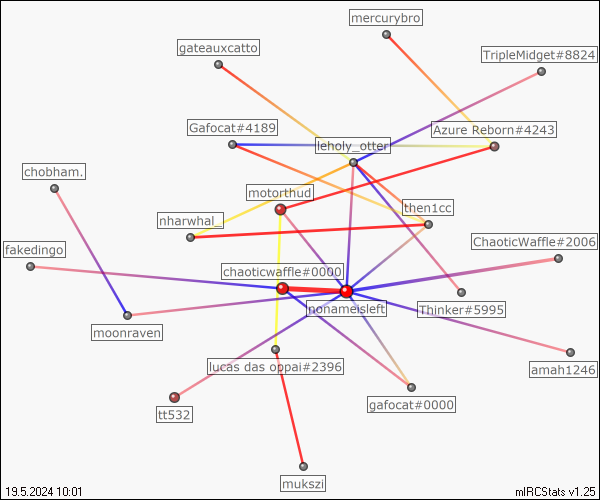 mercurybro
gateauxcatto
TripleMidget#8824
Gafocat#4189
Azure Reborn#4243
leholy_otter
chobham.
motorthud
then1cc
nharwhal_
ChaoticWaffle#2006
fakedingo
chaoticwaffle#0000
nonameisleft
Thinker#5995
moonraven
lucas das oppai#2396
amah1246
gafocat#0000
tt532
mukszi
19.5.2024 10:01
mIRCStats v1.25